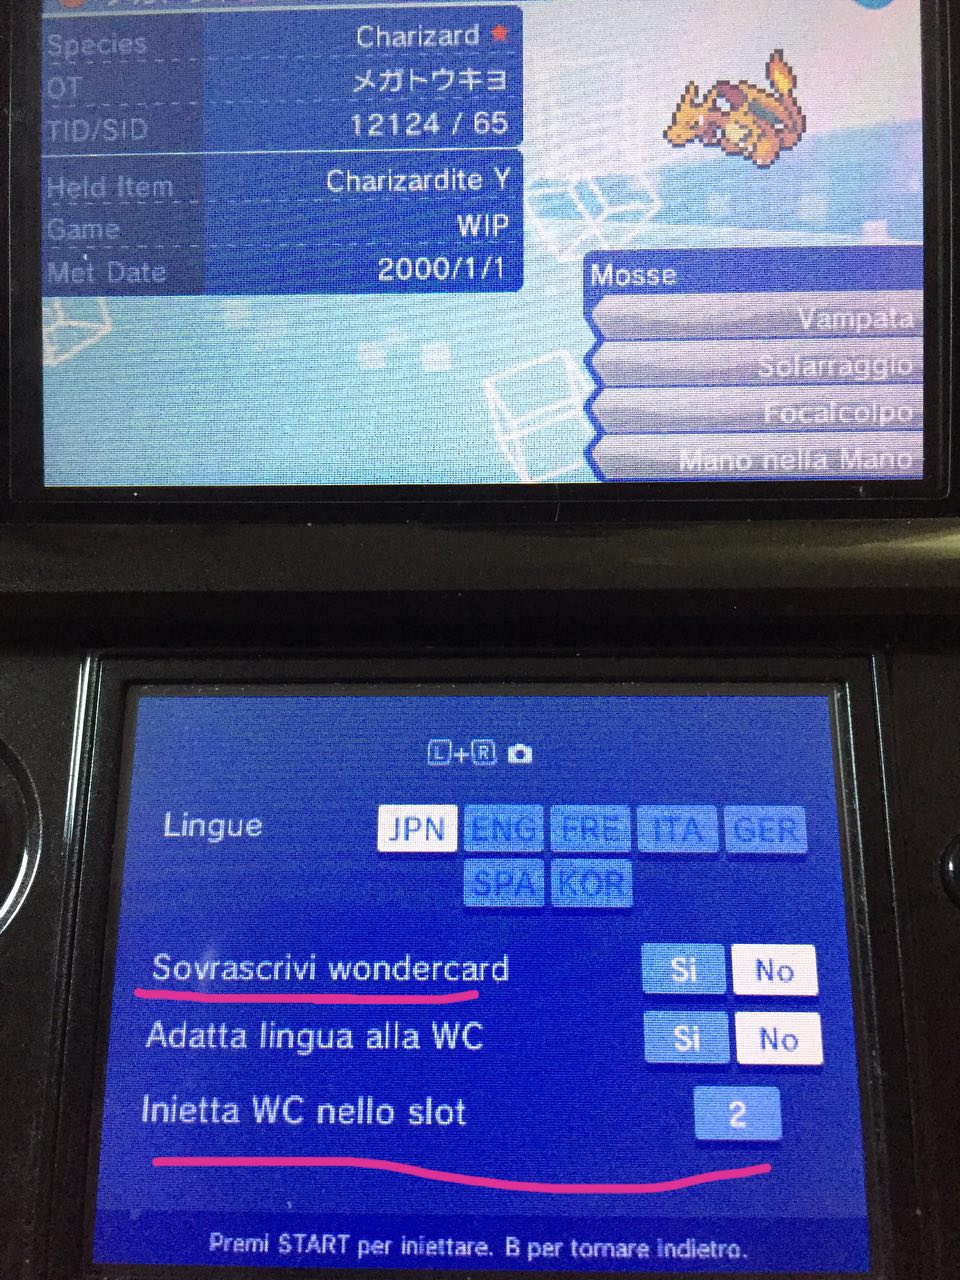 Species Charizard
OT メガトウキョ
TID/SID 12124 / 65
Held Item Charizardite Y
Game WIP
Met Date 2000/1/1
Mosse
Vampata
Solarraggio
Focalcolpo
Mano nella Mano
L+R
Lingue JPN ENG FRE ITA GER
SPA KOR
Sovrascrivi wondercard Si No
Adatta lingua alla WC Si No
Inietta WC nello slot 2
Premi START per iniettare. B per tornare indietro.